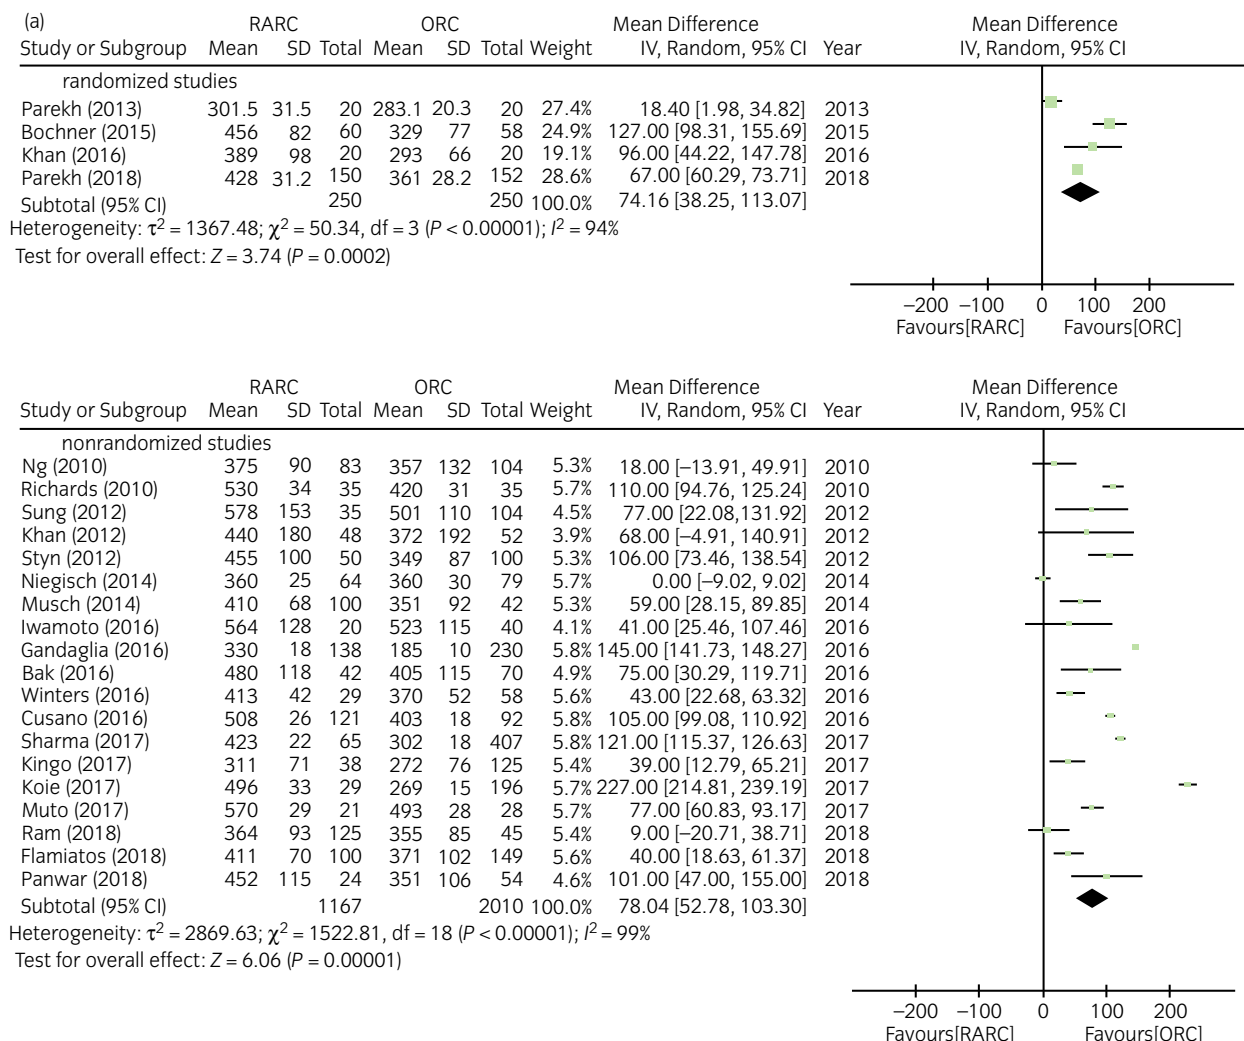 (a)
RARC ORC Mean Difference Mean Difference
Study or Subgroup Mean SD Total Mean SD Total Weight IV, Random, 95% CI Year IV, Random, 95% CI
randomized studies
Parekh (2013) 301.5 31.5 20 283.1 20.3 20 27.4% 18.40 [1.98, 34.82] 2013
Bochner (2015) 456 82 60 329 77 58 24.9% 127.00 [98.31, 155.69] 2015
Khan (2016) 389 98 20 293 66 20 19.1% 96.00 [44.22, 147.78] 2016
Parekh (2018) 428 31.2 150 361 28.2 152 28.6% 67.00 [60.29, 73.71] 2018
Subtotal (95% CI) 250 250 100.0% 74.16 [38.25, 113.07]
Heterogeneity: τ² = 1367.48; χ² = 50.34, df = 3 (P < 0.00001); I² = 94%
Test for overall effect: Z = 3.74 (P = 0.0002)
−200 −100 0 100 200
Favours[RARC] Favours[ORC]
RARC ORC Mean Difference Mean Difference
Study or Subgroup Mean SD Total Mean SD Total Weight IV, Random, 95% CI Year IV, Random, 95% CI
nonrandomized studies
Ng (2010) 375 90 83 357 132 104 5.3% 18.00 [−13.91, 49.91] 2010
Richards (2010) 530 34 35 420 31 35 5.7% 110.00 [94.76, 125.24] 2010
Sung (2012) 578 153 35 501 110 104 4.5% 77.00 [22.08,131.92] 2012
Khan (2012) 440 180 48 372 192 52 3.9% 68.00 [−4.91, 140.91] 2012
Styn (2012) 455 100 50 349 87 100 5.3% 106.00 [73.46, 138.54] 2012
Niegisch (2014) 360 25 64 360 30 79 5.7% 0.00 [−9.02, 9.02] 2014
Musch (2014) 410 68 100 351 92 42 5.3% 59.00 [28.15, 89.85] 2014
Iwamoto (2016) 564 128 20 523 115 40 4.1% 41.00 [25.46, 107.46] 2016
Gandaglia (2016) 330 18 138 185 10 230 5.8% 145.00 [141.73, 148.27] 2016
Bak (2016) 480 118 42 405 115 70 4.9% 75.00 [30.29, 119.71] 2016
Winters (2016) 413 42 29 370 52 58 5.6% 43.00 [22.68, 63.32] 2016
Cusano (2016) 508 26 121 403 18 92 5.8% 105.00 [99.08, 110.92] 2016
Sharma (2017) 423 22 65 302 18 407 5.8% 121.00 [115.37, 126.63] 2017
Kingo (2017) 311 71 38 272 76 125 5.4% 39.00 [12.79, 65.21] 2017
Koie (2017) 496 33 29 269 15 196 5.7% 227.00 [214.81, 239.19] 2017
Muto (2017) 570 29 21 493 28 28 5.7% 77.00 [60.83, 93.17] 2017
Ram (2018) 364 93 125 355 85 45 5.4% 9.00 [−20.71, 38.71] 2018
Flamiatos (2018) 411 70 100 371 102 149 5.6% 40.00 [18.63, 61.37] 2018
Panwar (2018) 452 115 24 351 106 54 4.6% 101.00 [47.00, 155.00] 2018
Subtotal (95% CI) 1167 2010 100.0% 78.04 [52.78, 103.30]
Heterogeneity: τ² = 2869.63; χ² = 1522.81, df = 18 (P < 0.00001); I² = 99%
Test for overall effect: Z = 6.06 (P = 0.00001)
−200 −100 0 100 200
Favours[RARC] Favours[ORC]